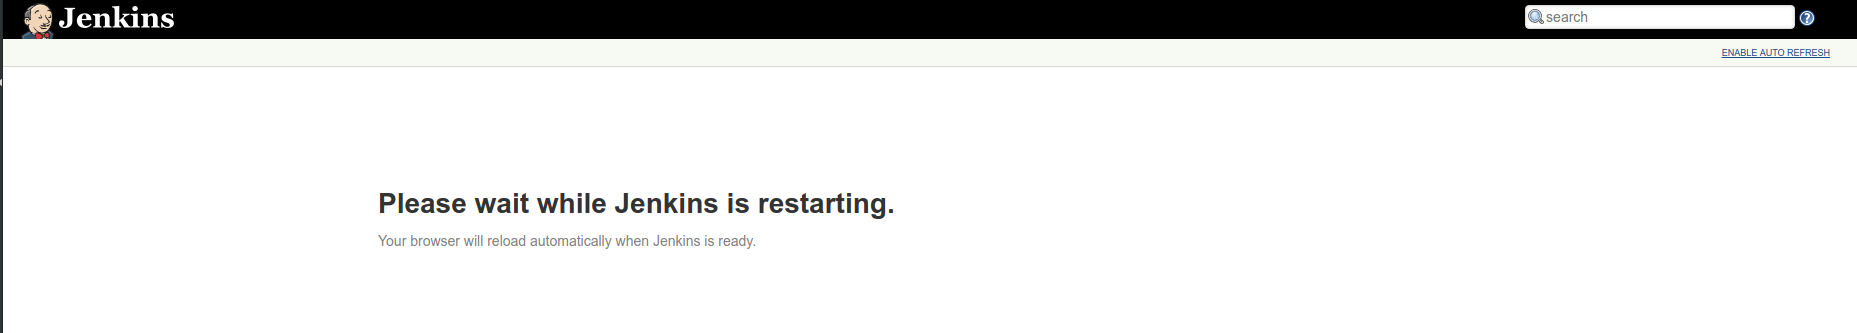 Jenkins
search
?
ENABLE AUTO REFRESH
Please wait while Jenkins is restarting.
Your browser will reload automatically when Jenkins is ready.